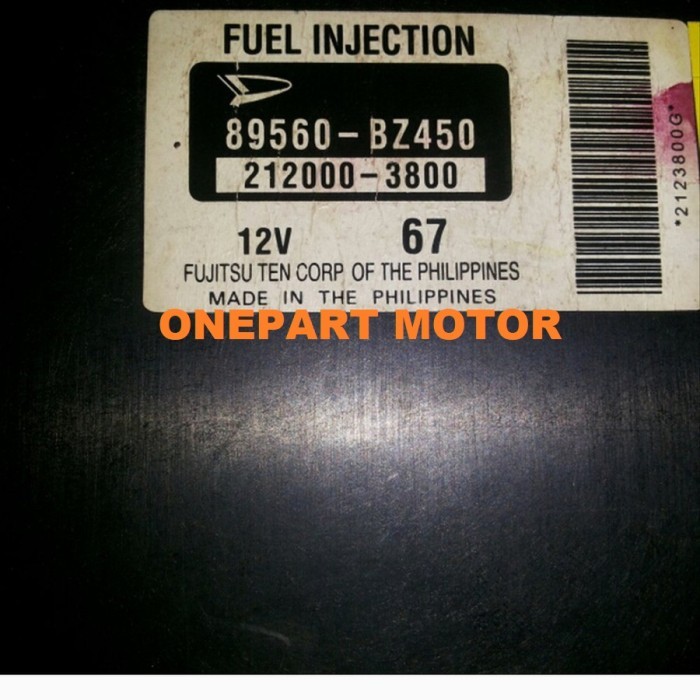 FUEL INJECTION
89560-BZ450
212000-3800
12V 67
FUJITSU TEN CORP OF THE PHILIPPINES
MADE IN THE PHILIPPINES
*2123800G*
ONEPART MOTOR